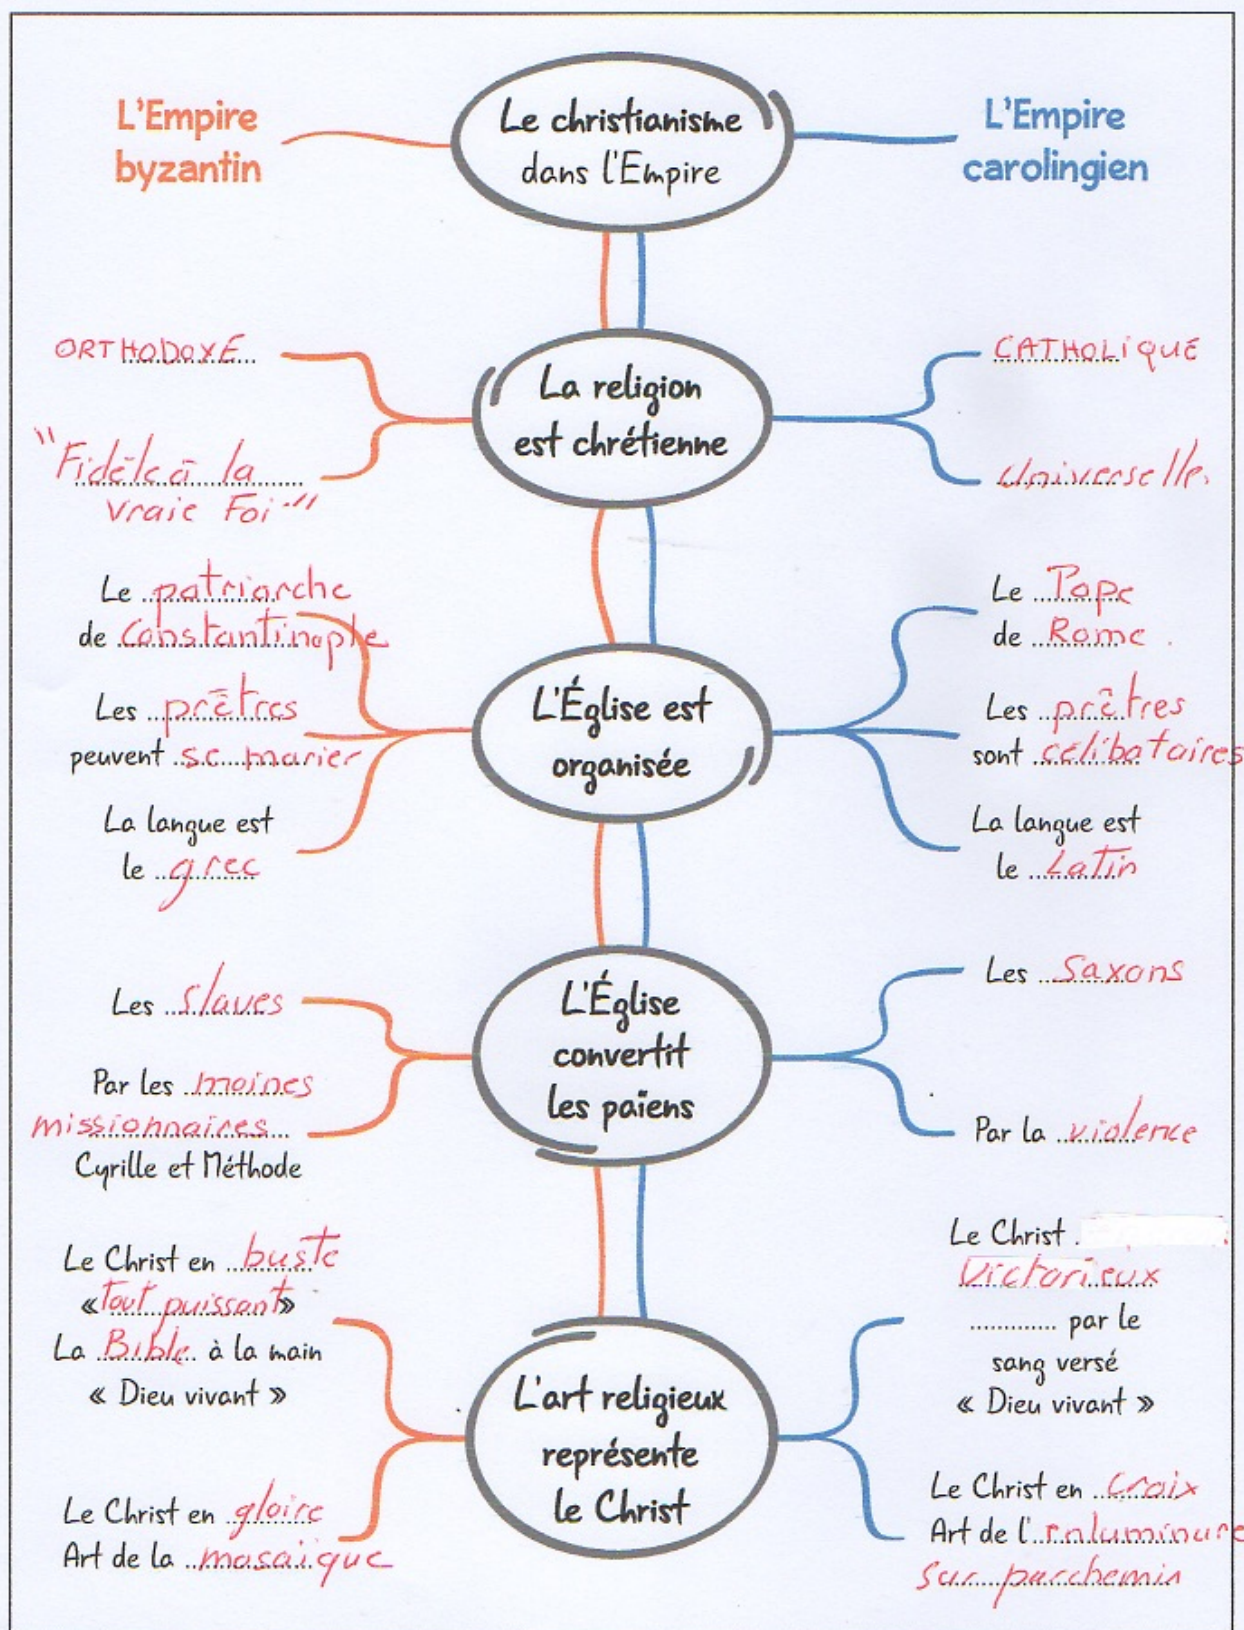 L'Empire
byzantin
Le christianisme
dans l'Empire
L'Empire
carolingien
ORTHODOXE
"Fidèle à la
vraie Foi"
La religion
est chrétienne
CATHOLIQUE
Universelle
Le patriarche
de Constantinople
Les prêtres
peuvent se marier
La langue est
le grec
L'Église est
organisée
Le Pape
de Rome.
Les prêtres
sont célibataires
La langue est
le Latin
Les slaves
Par les moines
missionnaires
Cyrille et Méthode
L'Église
convertit
les païens
Les Saxons
Par la violence
Le Christ en buste
«Tout puissant»
La Bible à la main
« Dieu vivant »
Le Christ en gloire
Art de la mosaïque
L'art religieux
représente
le Christ
Le Christ
Victorieux
............. par le
sang versé
« Dieu vivant »
Le Christ en croix
Art de l'enluminure
sur parchemin